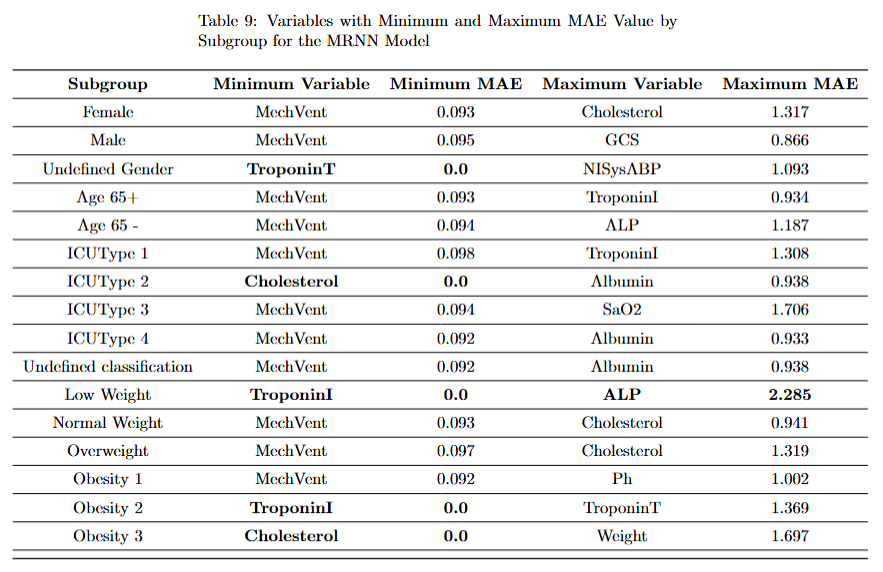 Table 9: Variables with Minimum and Maximum MAE Value by
Subgroup for the MRNN Model
Subgroup Minimum Variable Minimum MAE Maximum Variable Maximum MAE
Female MechVent 0.093 Cholesterol 1.317
Male MechVent 0.095 GCS 0.866
Undefined Gender TroponinT 0.0 NISysABP 1.093
Age 65+ MechVent 0.093 TroponinI 0.934
Age 65 - MechVent 0.094 ALP 1.187
ICUType 1 MechVent 0.098 TroponinI 1.308
ICUType 2 Cholesterol 0.0 Albumin 0.938
ICUType 3 MechVent 0.094 SaO2 1.706
ICUType 4 MechVent 0.092 Albumin 0.933
Undefined classification MechVent 0.092 Albumin 0.938
Low Weight TroponinI 0.0 ALP 2.285
Normal Weight MechVent 0.093 Cholesterol 0.941
Overweight MechVent 0.097 Cholesterol 1.319
Obesity 1 MechVent 0.092 Ph 1.002
Obesity 2 TroponinI 0.0 TroponinT 1.369
Obesity 3 Cholesterol 0.0 Weight 1.697